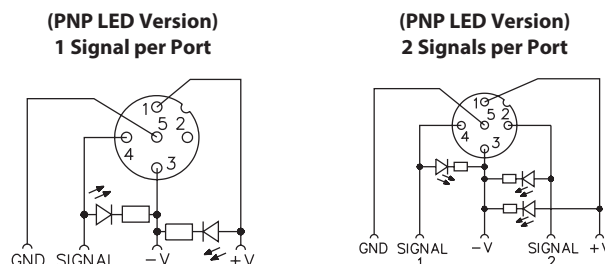 (PNP LED Version)
1 Signal per Port
1
5
2
4
3
GND SIGNAL -V +V
(PNP LED Version)
2 Signals per Port
1
5
4
2
3
GND SIGNAL 1 -V SIGNAL 2 +V